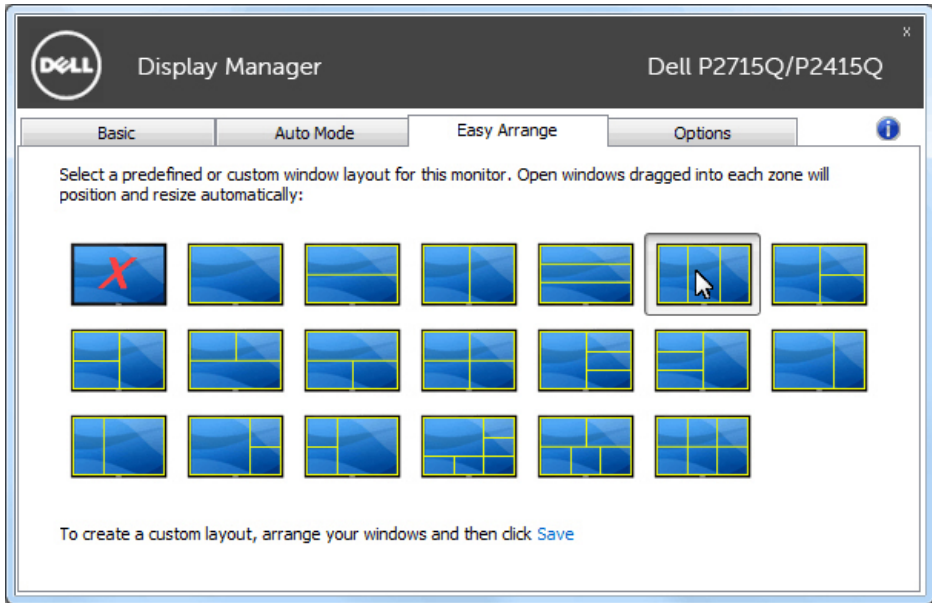 DELL
Display Manager
Dell P2715Q/P2415Q
x
Basic
Auto Mode
Easy Arrange
Options
i
Select a predefined or custom window layout for this monitor. Open windows dragged into each zone will
position and resize automatically:
X
To create a custom layout, arrange your windows and then click Save